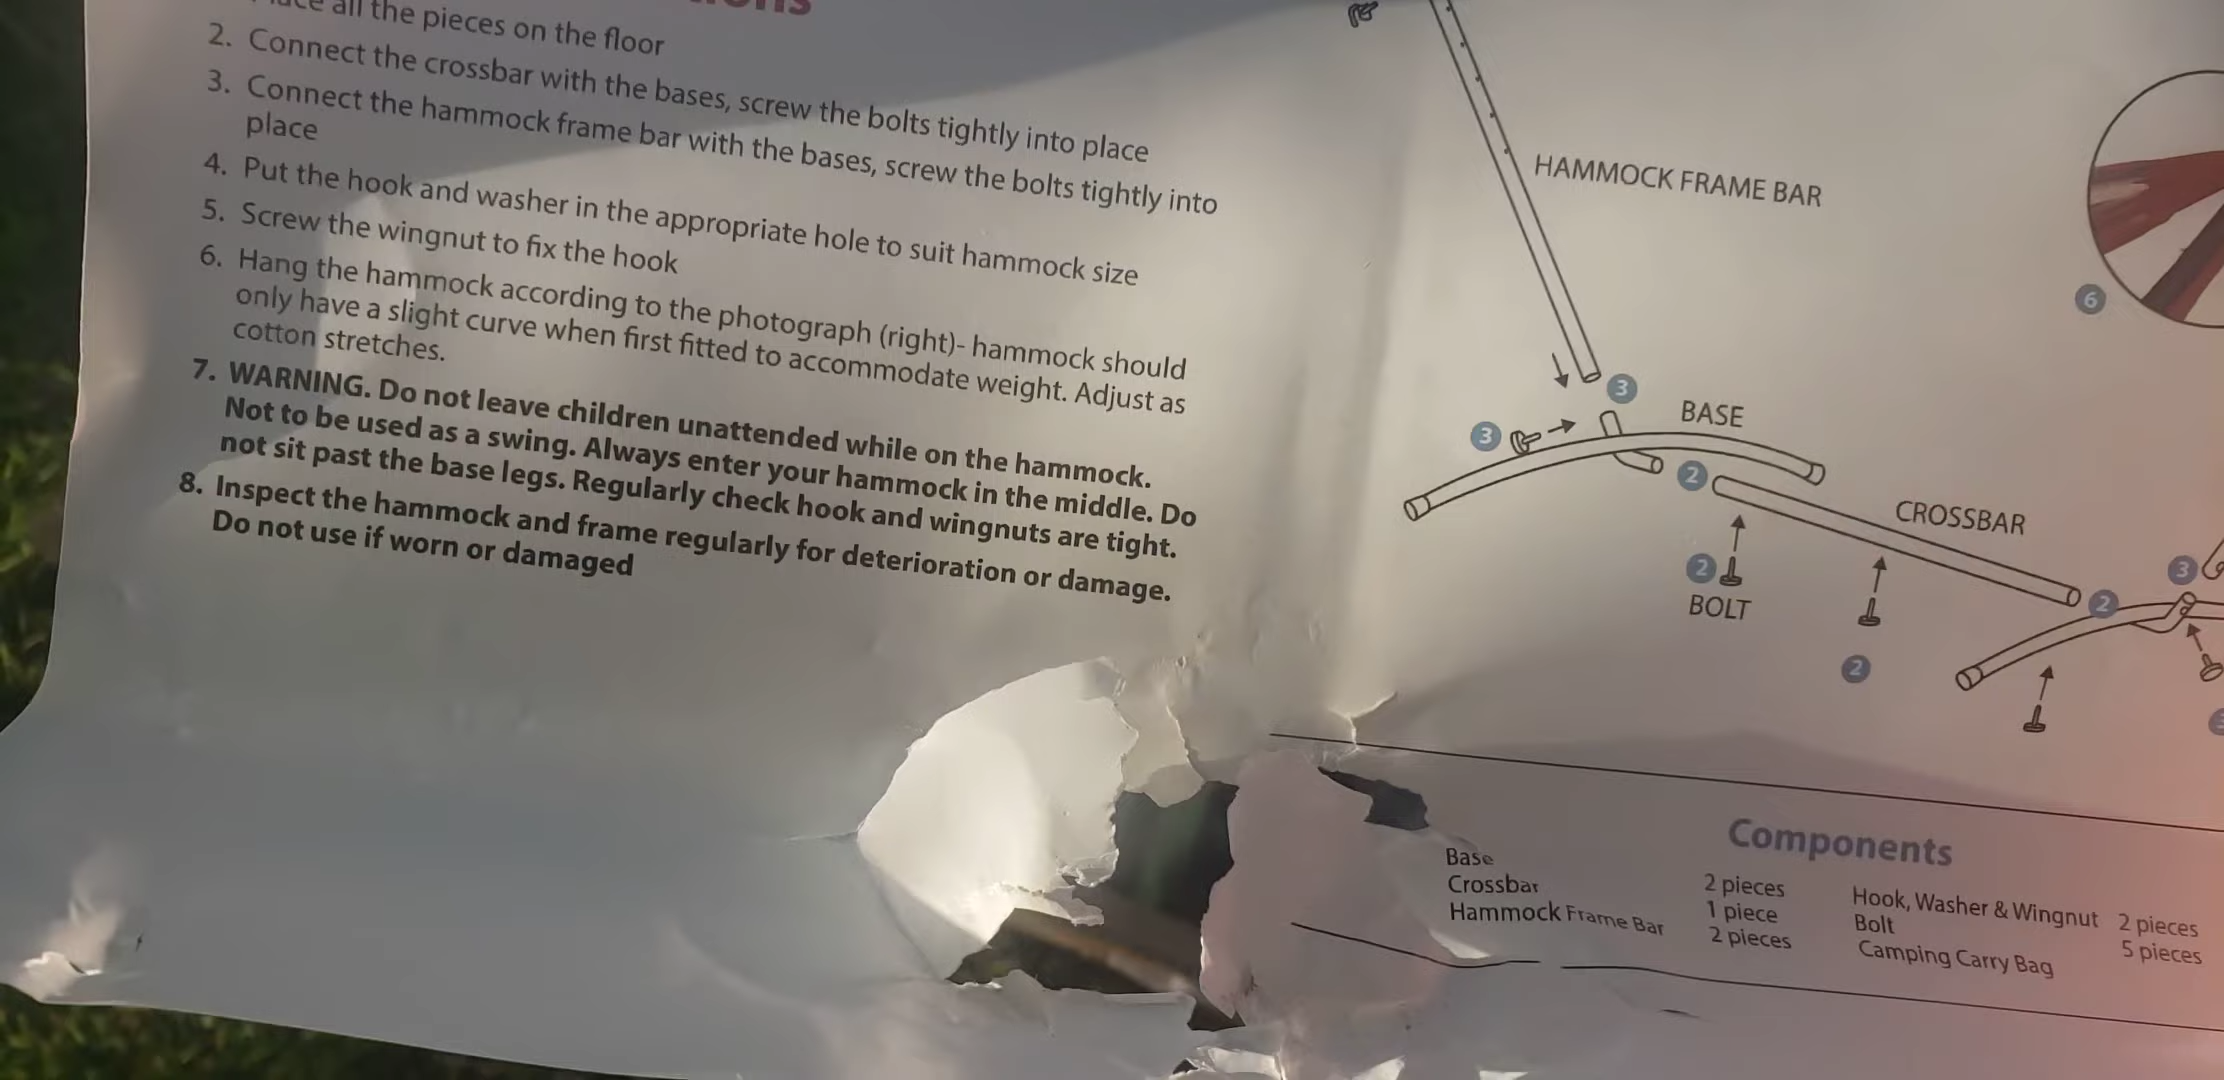 all the pieces on the floor
2. Connect the crossbar with the bases, screw the bolts tightly into place
3. Connect the hammock frame bar with the bases, screw the bolts tightly into
place
4. Put the hook and washer in the appropriate hole to suit hammock size
5. Screw the wingnut to fix the hook
6. Hang the hammock according to the photograph (right)- hammock should
only have a slight curve when first fitted to accommodate weight. Adjust as
cotton stretches.
7. WARNING. Do not leave children unattended while on the hammock.
Not to be used as a swing. Always enter your hammock in the middle. Do
not sit past the base legs. Regularly check hook and wingnuts are tight.
8. Inspect the hammock and frame regularly for deterioration or damage.
Do not use if worn or damaged
HAMMOCK FRAME BAR
6
3
BASE
3
2
CROSSBAR
2
BOLT
3
2
2
Components
Base 2 pieces Hook, Washer & Wingnut 2 pieces
Crossbar 1 piece Bolt 5 pieces
Hammock Frame Bar 2 pieces Camping Carry Bag